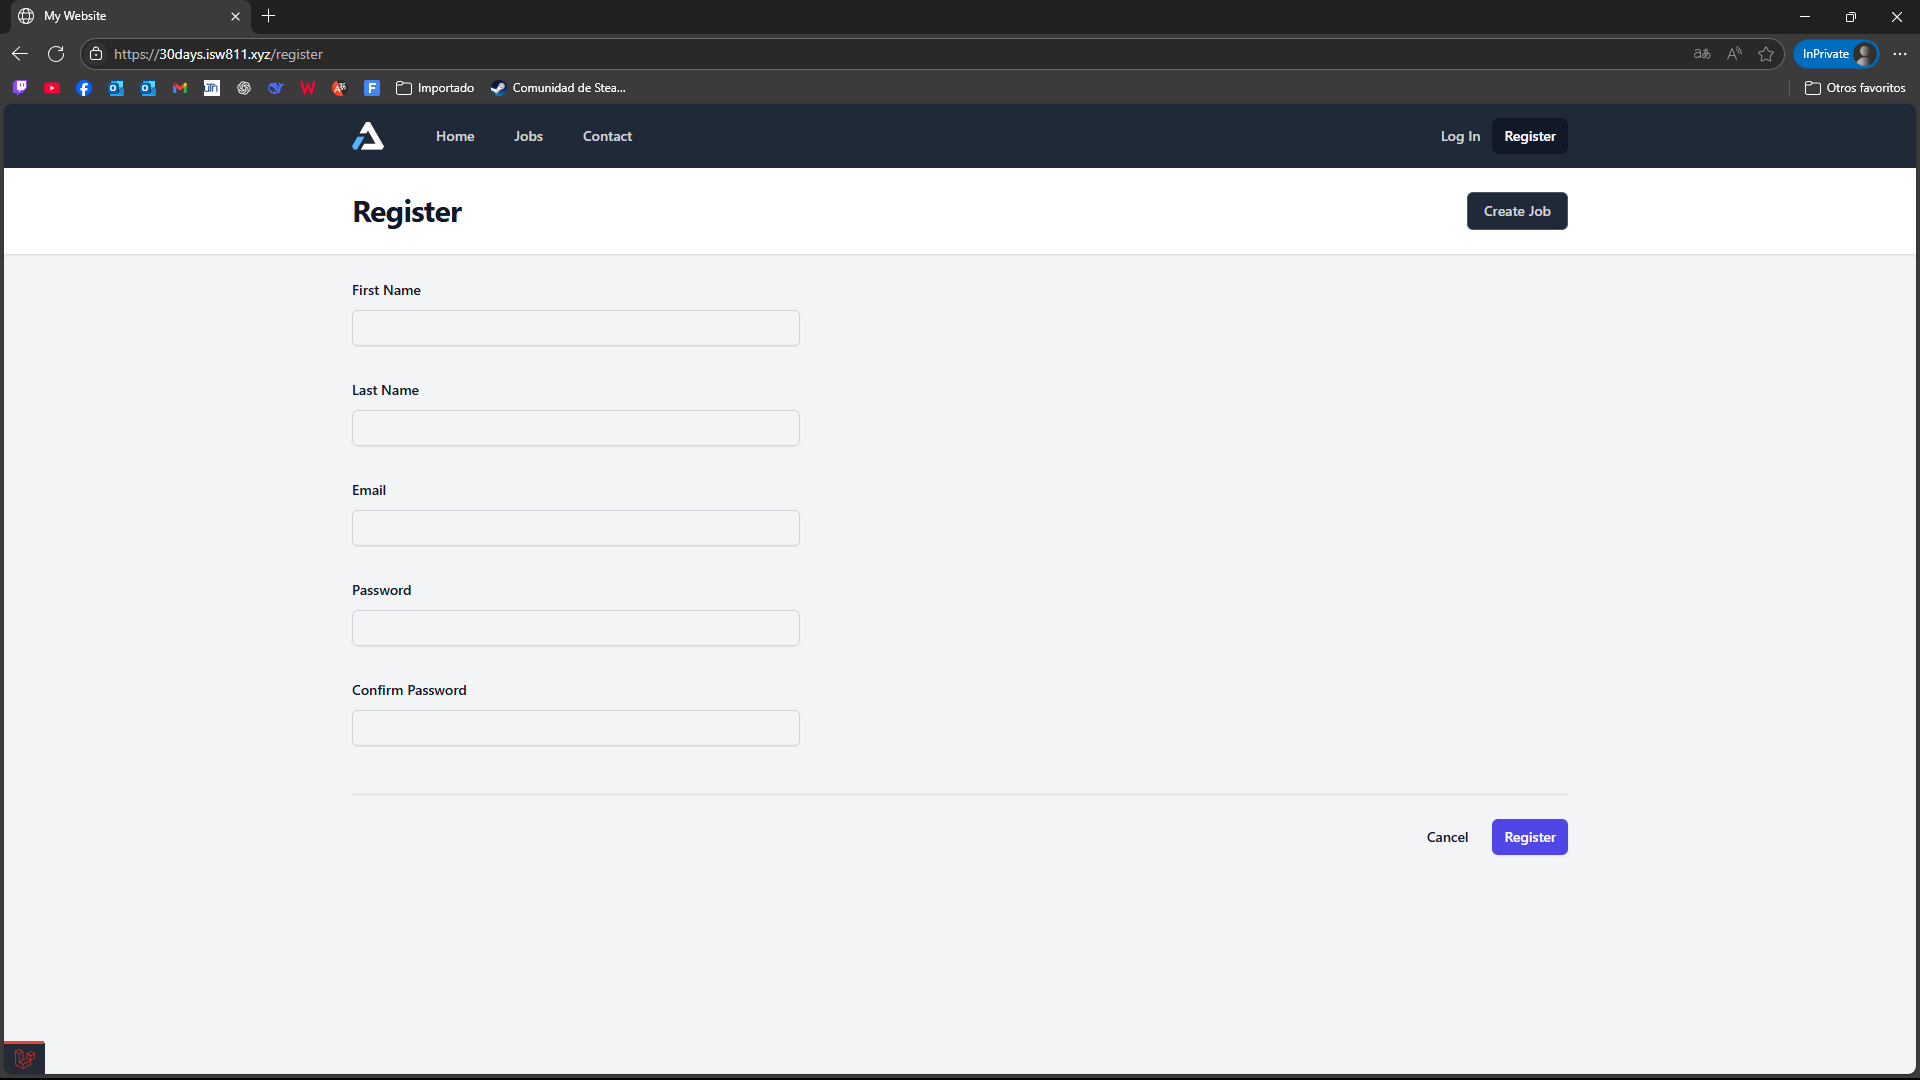 My Website
https://30days.isw811.xyz/register
InPrivate
Importado
Comunidad de Stea...
Otros favoritos
Home
Jobs
Contact
Log In
Register
Register
Create Job
First Name
Last Name
Email
Password
Confirm Password
Cancel
Register